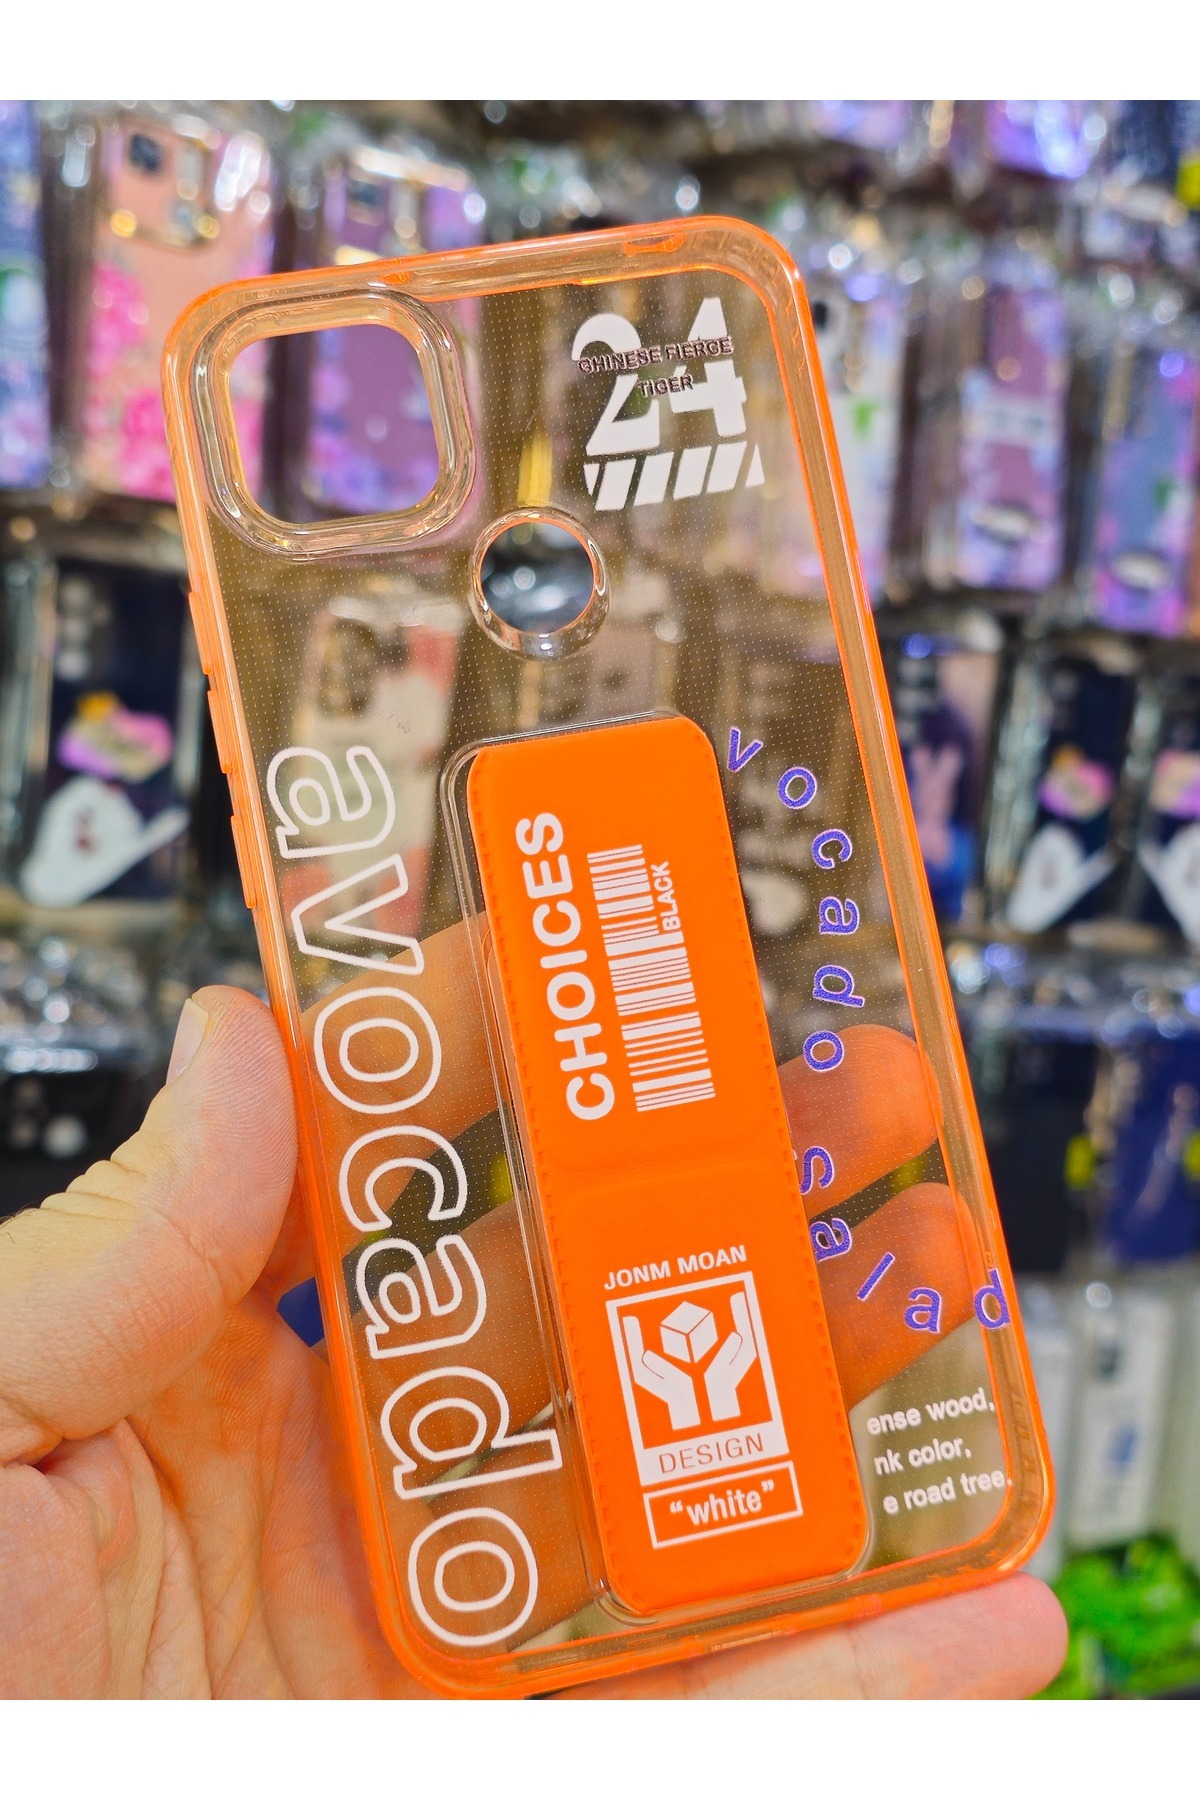 24
CHINESE FIERCE
TIGER
avocado
CHOICES
BLACK
vocado salad
JONM MOAN
DESIGN
"white"
ense wood,
nk color,
e road tree.